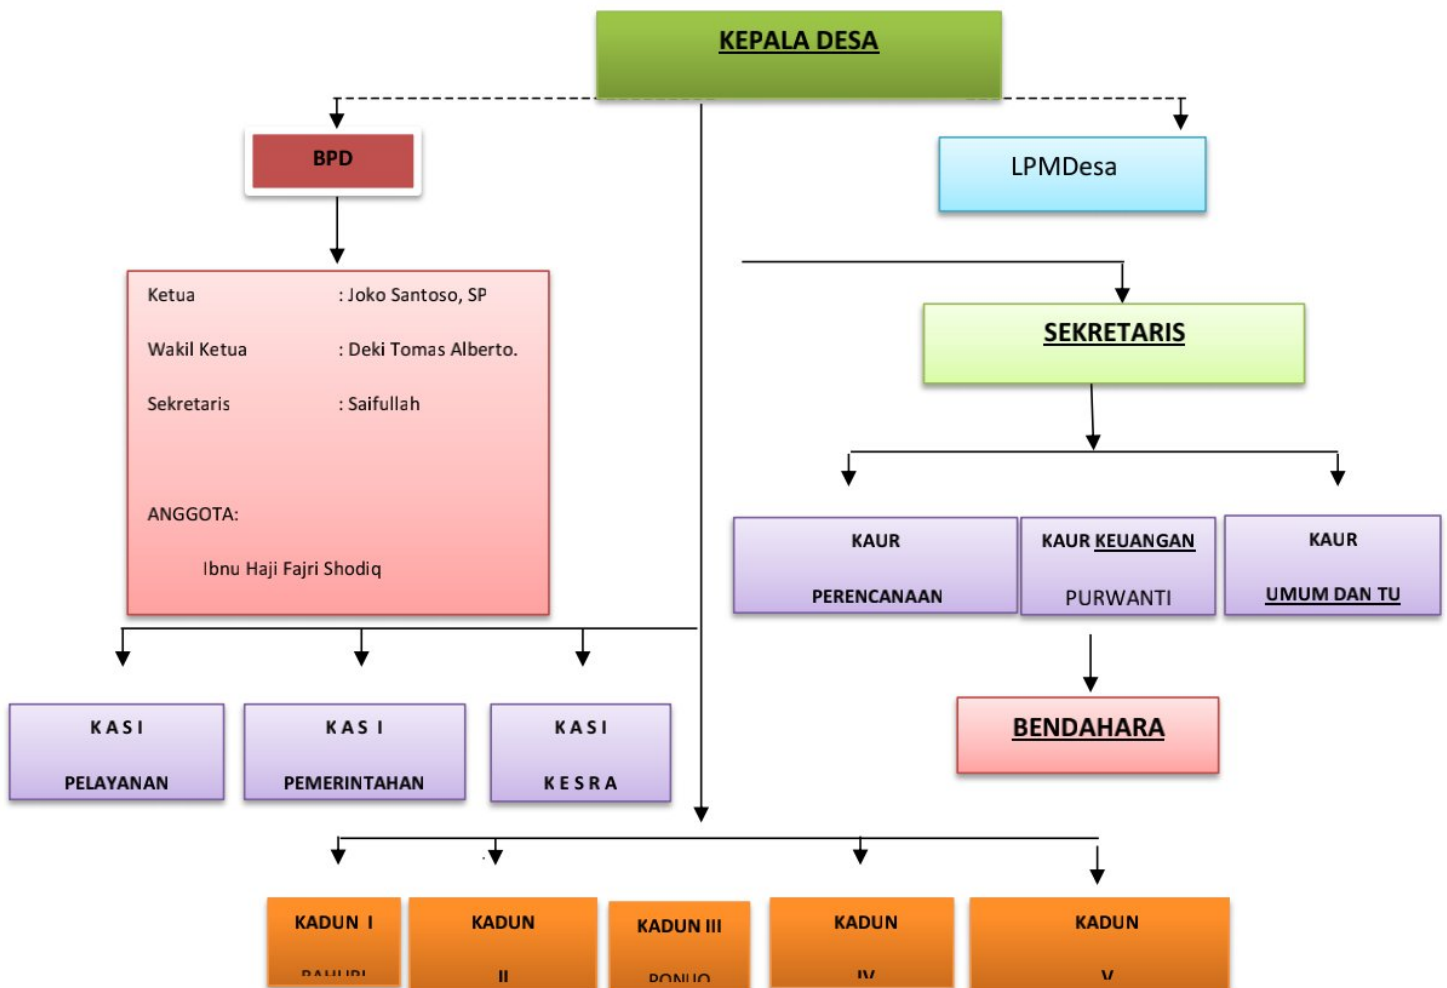 KEPALA DESA
BPD
LPMDesa
Ketua : Joko Santoso, SP
Wakil Ketua : Deki Tomas Alberto.
Sekretaris : Saifullah
ANGGOTA:
Ibnu Haji Fajri Shodiq
SEKRETARIS
KAUR
PERENCANAAN
KAUR KEUANGAN
PURWANTI
KAUR
UMUM DAN TU
BENDAHARA
K A S I
PELAYANAN
K A S I
PEMERINTAHAN
K A S I
K E S R A
KADUN I
KADUN
II
KADUN III
KADUN
IV
KADUN
V